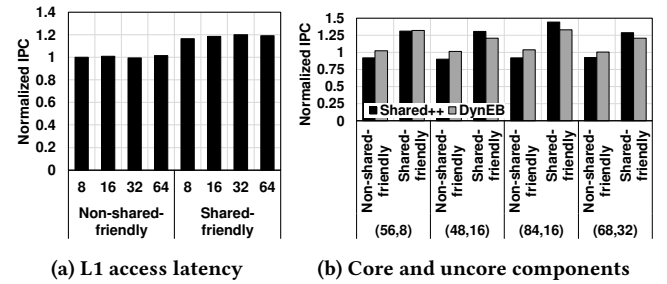 Normalized IPC
1.4
1.2
1
0.8
0.6
0.4
0.2
0
8 16 32 64 8 16 32 64
Non-shared-
friendly
Shared-
friendly
(a) L1 access latency
Normalized IPC
1.5
1.25
1
0.75
0.5
0.25
0
Shared++ DynEB
Non-shared-
friendly
Shared-
friendly
Non-shared-
friendly
Shared-
friendly
Non-shared-
friendly
Shared-
friendly
Non-shared-
friendly
Shared-
friendly
(56,8) (48,16) (84,16) (68,32)
(b) Core and uncore components